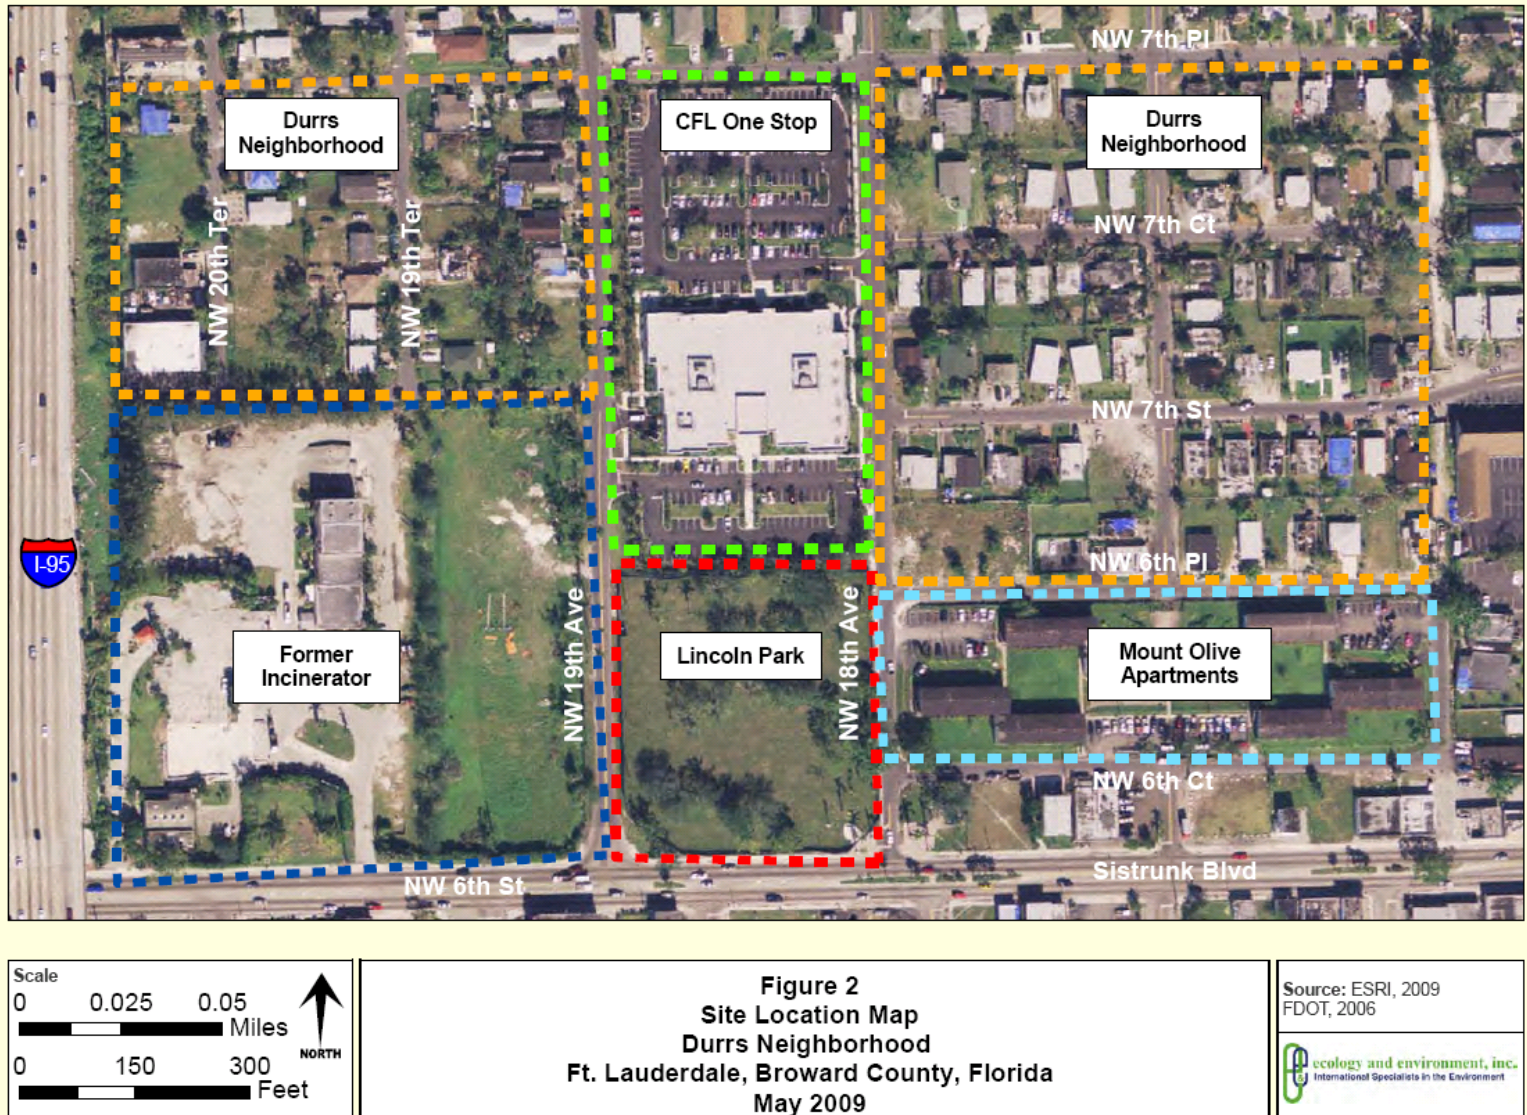 NW 7th Pl
Durrs
Neighborhood
CFL One Stop
Durrs
Neighborhood
NW 20th Ter
NW 19th Ter
NW 7th Ct
NW 7th St
I-95
NW 6th Pl
NW 19th Ave
NW 18th Ave
Former
Incinerator
Lincoln Park
Mount Olive
Apartments
NW 6th Ct
NW 6th St
Sistrunk Blvd
Scale
0 0.025 0.05
Miles
0 150 300
Feet
NORTH
Figure 2
Site Location Map
Durrs Neighborhood
Ft. Lauderdale, Broward County, Florida
May 2009
Source: ESRI, 2009
FDOT, 2006
ecology and environment, inc.
International Specialists in the Environment